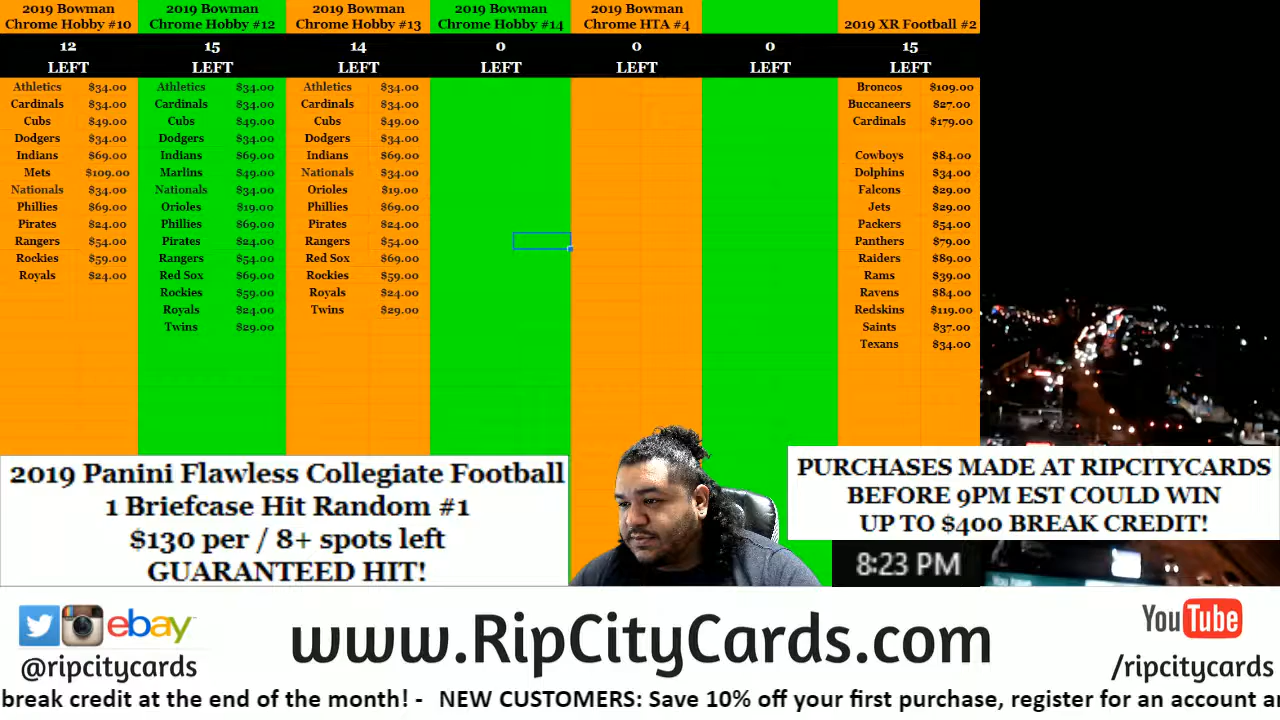 2019 Bowman
Chrome Hobby #10
12
LEFT
Athletics $34.00
Cardinals $34.00
Cubs $49.00
Dodgers $34.00
Indians $69.00
Mets $109.00
Nationals $34.00
Phillies $69.00
Pirates $24.00
Rangers $54.00
Rockies $59.00
Royals $24.00
2019 Bowman
Chrome Hobby #12
15
LEFT
Athletics $34.00
Cardinals $34.00
Cubs $49.00
Dodgers $34.00
Indians $69.00
Marlins $49.00
Nationals $34.00
Orioles $19.00
Phillies $69.00
Pirates $24.00
Rangers $54.00
Red Sox $69.00
Rockies $59.00
Royals $24.00
Twins $29.00
2019 Bowman
Chrome Hobby #13
14
LEFT
Athletics $34.00
Cardinals $34.00
Cubs $49.00
Dodgers $34.00
Indians $69.00
Nationals $34.00
Orioles $19.00
Phillies $69.00
Pirates $24.00
Rangers $54.00
Red Sox $69.00
Rockies $59.00
Royals $24.00
Twins $29.00
2019 Bowman
Chrome Hobby #14
0
LEFT
2019 Bowman
Chrome HTA #4
0
LEFT
0
LEFT
2019 XR Football #2
15
LEFT
Broncos $109.00
Buccaneers $27.00
Cardinals $179.00
Cowboys $84.00
Dolphins $34.00
Falcons $29.00
Jets $29.00
Packers $54.00
Panthers $79.00
Raiders $89.00
Rams $39.00
Ravens $84.00
Redskins $119.00
Saints $37.00
Texans $34.00
2019 Panini Flawless Collegiate Football
1 Briefcase Hit Random #1
$130 per / 8+ spots left
GUARANTEED HIT!
PURCHASES MADE AT RIPCITYCARDS
BEFORE 9PM EST COULD WIN
UP TO $400 BREAK CREDIT!
8:23 PM
ebay
@ripcitycards
www.RipCityCards.com
YouTube
/ripcitycards
break credit at the end of the month! - NEW CUSTOMERS: Save 10% off your first purchase, register for an account